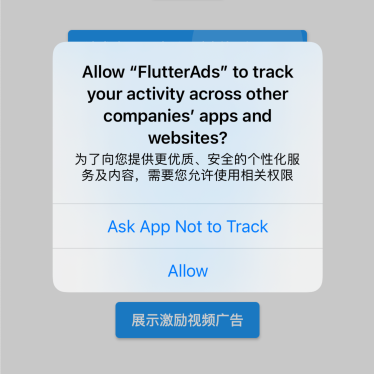 Allow “FlutterAds” to track
your activity across other
companies’ apps and
websites?
为了向您提供更优质、安全的个性化服
务及内容，需要您允许使用相关权限
Ask App Not to Track
Allow
展示激励视频广告